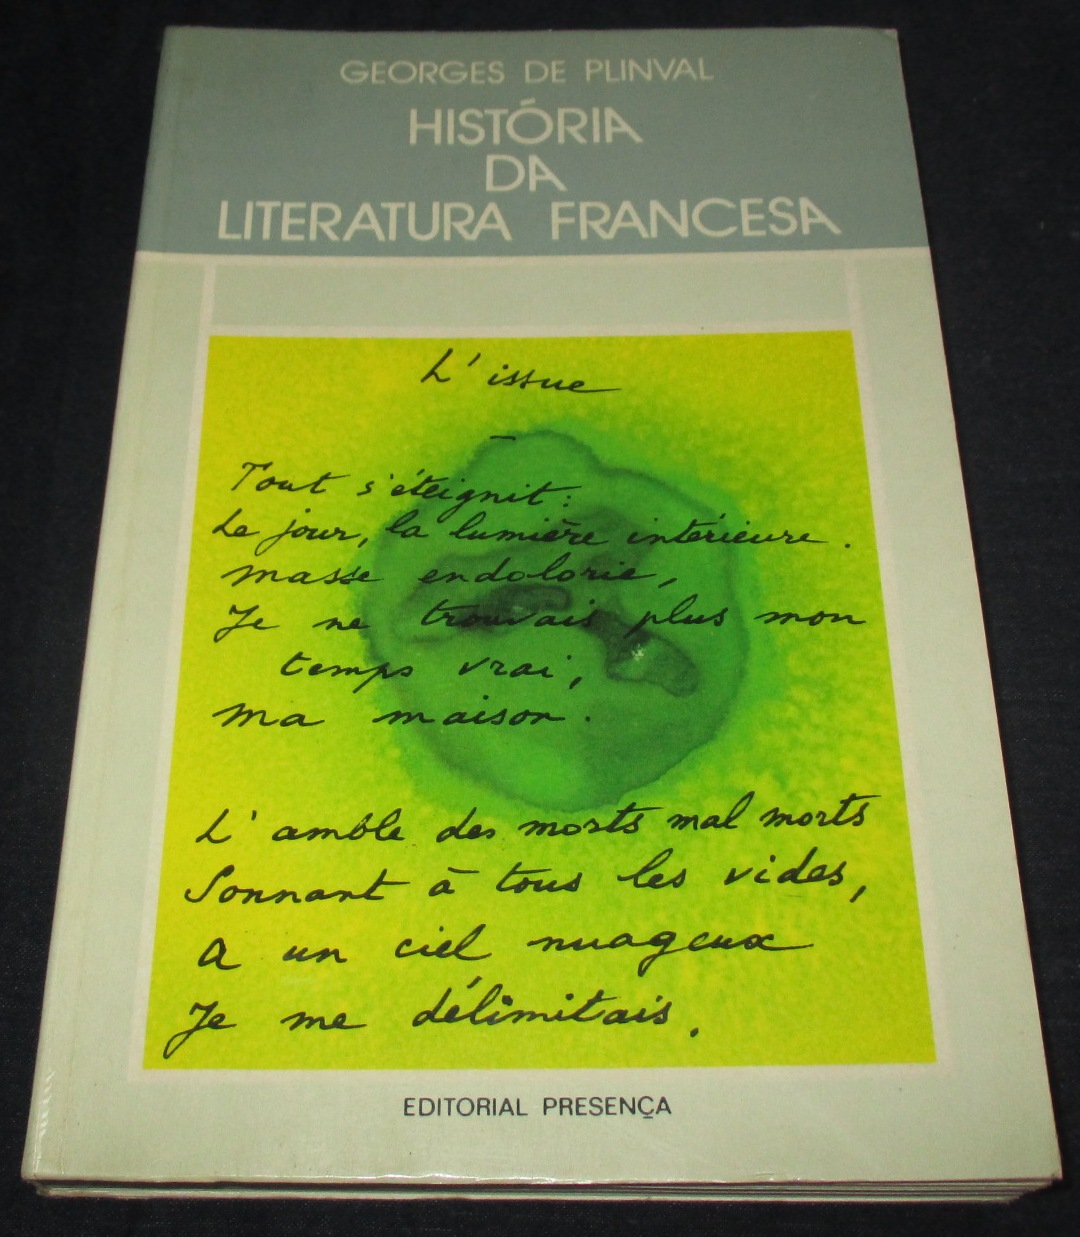 GEORGES DE PLINVAL
HISTÓRIA
DA
LITERATURA FRANCESA
L'issue
Tout s'éteignit :
Le jour, la lumière intérieure.
Masse endolorie,
Je ne trouvais plus mon
temps vrai,
Ma maison.
L'amble des morts mal morts
Sonnant à tous les vides,
A un ciel nuageux
Je me délimitais.
EDITORIAL PRESENÇA